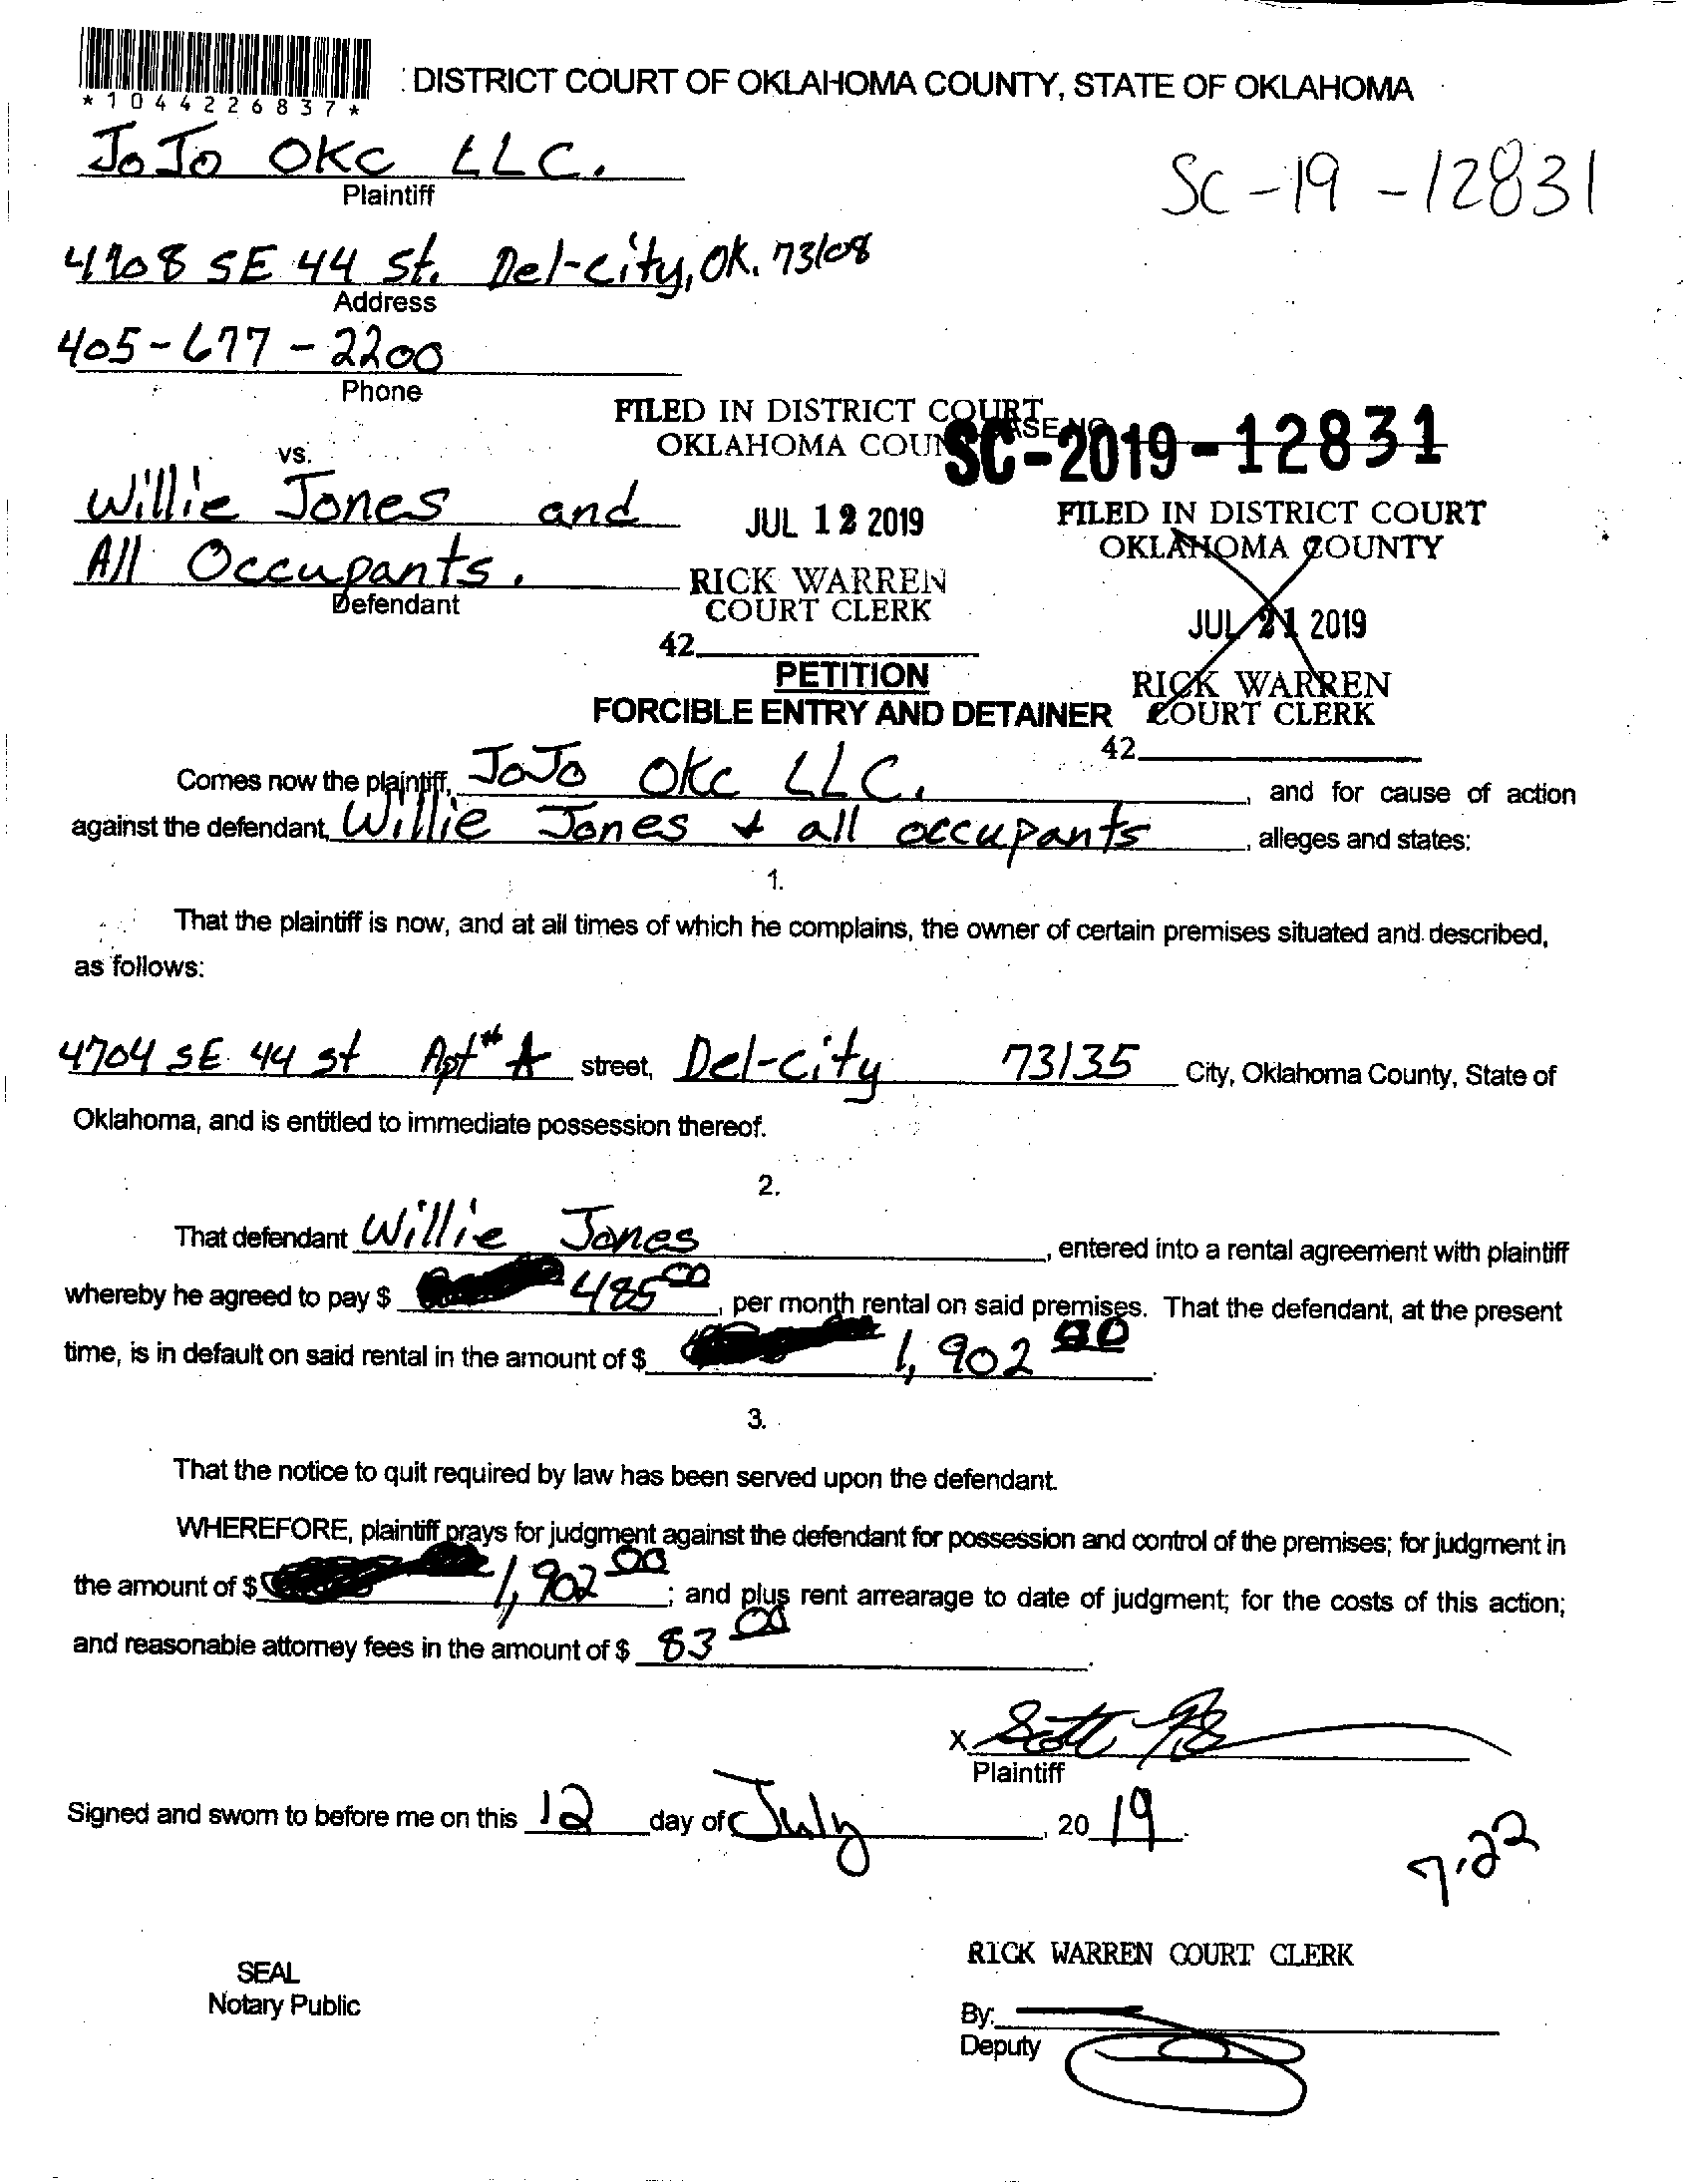 : DISTRICT COURT OF OKLAHOMA COUNTY, STATE OF OKLAHOMA
*1044226837*
JoJo OKC LLC.
Plaintiff
SC-19-12831
4908 SE 44 St. Del-City, OK. 73108
Address
405-677-2200
Phone
FILED IN DISTRICT COURT
OKLAHOMA COUN
SC-2019-12831
vs.
Willie Jones and
All Occupants.
Defendant
JUL 12 2019
RICK WARREN
COURT CLERK
42
FILED IN DISTRICT COURT
OKLAHOMA COUNTY
JUL 21 2019
RICK WARREN
COURT CLERK
42
PETITION
FORCIBLE ENTRY AND DETAINER
Comes now the plaintiff, JoJo OKC LLC. , and for cause of action
against the defendant, Willie Jones + all occupants , alleges and states:
1.
That the plaintiff is now, and at all times of which he complains, the owner of certain premises situated and described,
as follows:
4704 SE 44 st Apt # A street, Del-City 73135 City, Oklahoma County, State of
Oklahoma, and is entitled to immediate possession thereof.
2.
That defendant Willie Jones , entered into a rental agreement with plaintiff
whereby he agreed to pay $ 485 00 , per month rental on said premises. That the defendant, at the present
time, is in default on said rental in the amount of $ 1,902 00 .
3.
That the notice to quit required by law has been served upon the defendant.
WHEREFORE, plaintiff prays for judgment against the defendant for possession and control of the premises; for judgment in
the amount of $ 1,902 00 ; and plus rent arrearage to date of judgment; for the costs of this action;
and reasonable attorney fees in the amount of $ 83 00 .
X
Plaintiff
Signed and sworn to before me on this 12 day of July , 20 19 .
7.22
RICK WARREN COURT CLERK
SEAL
Notary Public
By:
Deputy